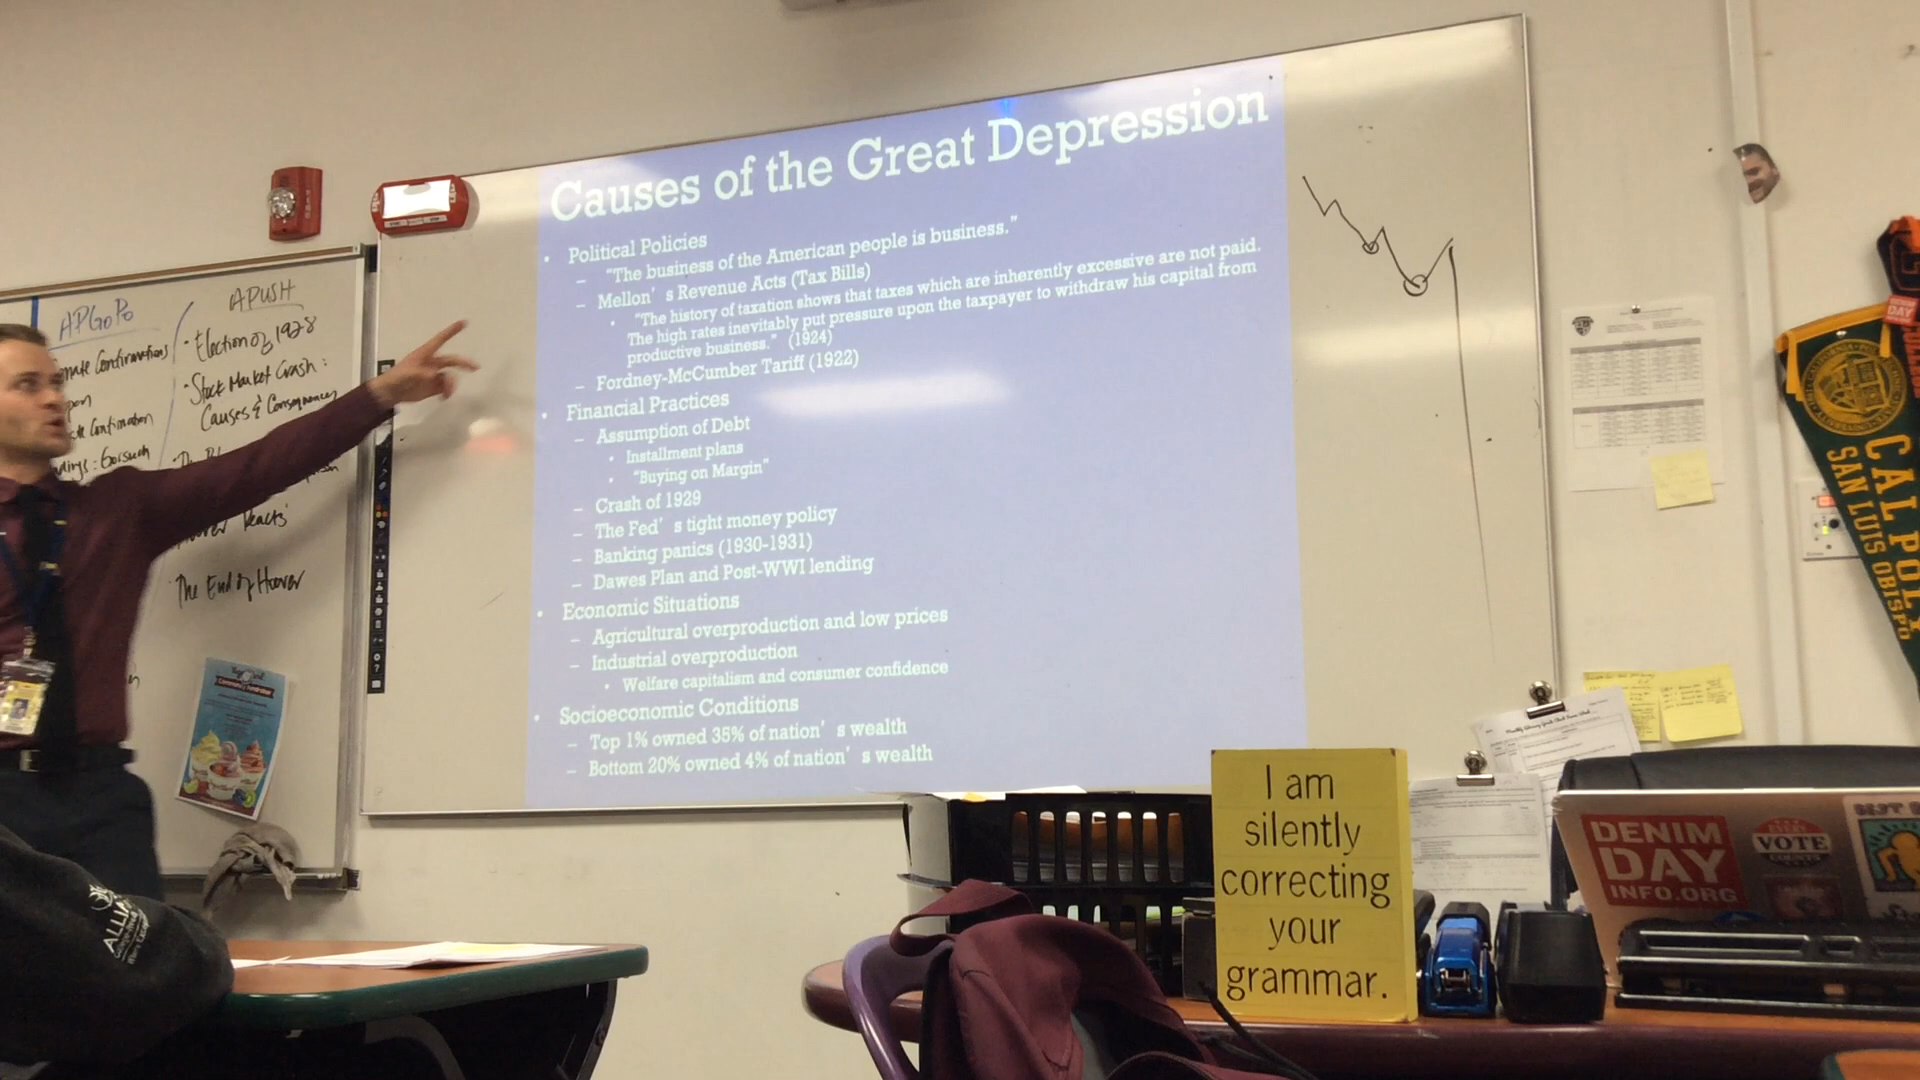 APGoPo
Confirmations
Confirmation
Gorsuch
APUSH
• Election of 1928
• Stock Market Crash:
Causes & Consequences
Reacts
The End of Hoover
Causes of the Great Depression
• Political Policies
– "The business of the American people is business."
– Mellon's Revenue Acts (Tax Bills)
• "The history of taxation shows that taxes which are inherently excessive are not paid.
The high rates inevitably put pressure upon the taxpayer to withdraw his capital from
productive business." (1924)
– Fordney-McCumber Tariff (1922)
• Financial Practices
– Assumption of Debt
• Installment plans
• "Buying on Margin"
– Crash of 1929
– The Fed's tight money policy
– Banking panics (1930-1931)
– Dawes Plan and Post-WWI lending
• Economic Situations
– Agricultural overproduction and low prices
– Industrial overproduction
• Welfare capitalism and consumer confidence
• Socioeconomic Conditions
– Top 1% owned 35% of nation's wealth
– Bottom 20% owned 4% of nation's wealth
CAL POLY
SAN LUIS OBISPO
I am
silently
correcting
your
grammar.
DENIM
DAY
INFO.ORG
VOTE